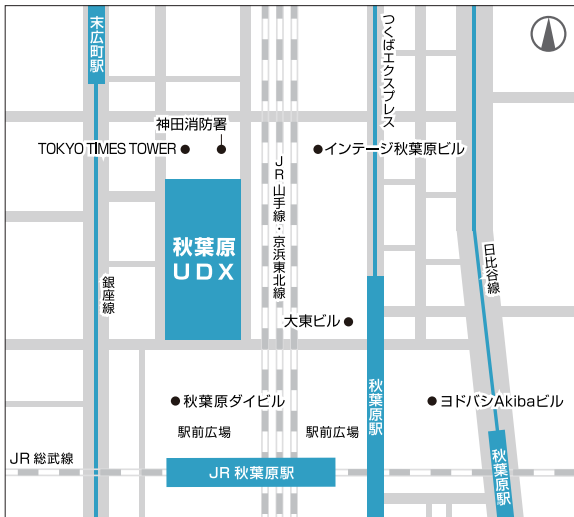 末広町駅
つくばエクスプレス
神田消防署
TOKYO TIMES TOWER
インテージ秋葉原ビル
JR山手線・京浜東北線
秋葉原
UDX
日比谷線
銀座線
大東ビル
秋葉原駅
秋葉原ダイビル
ヨドバシAkibaビル
駅前広場
駅前広場
JR 総武線
JR 秋葉原駅
秋葉原駅